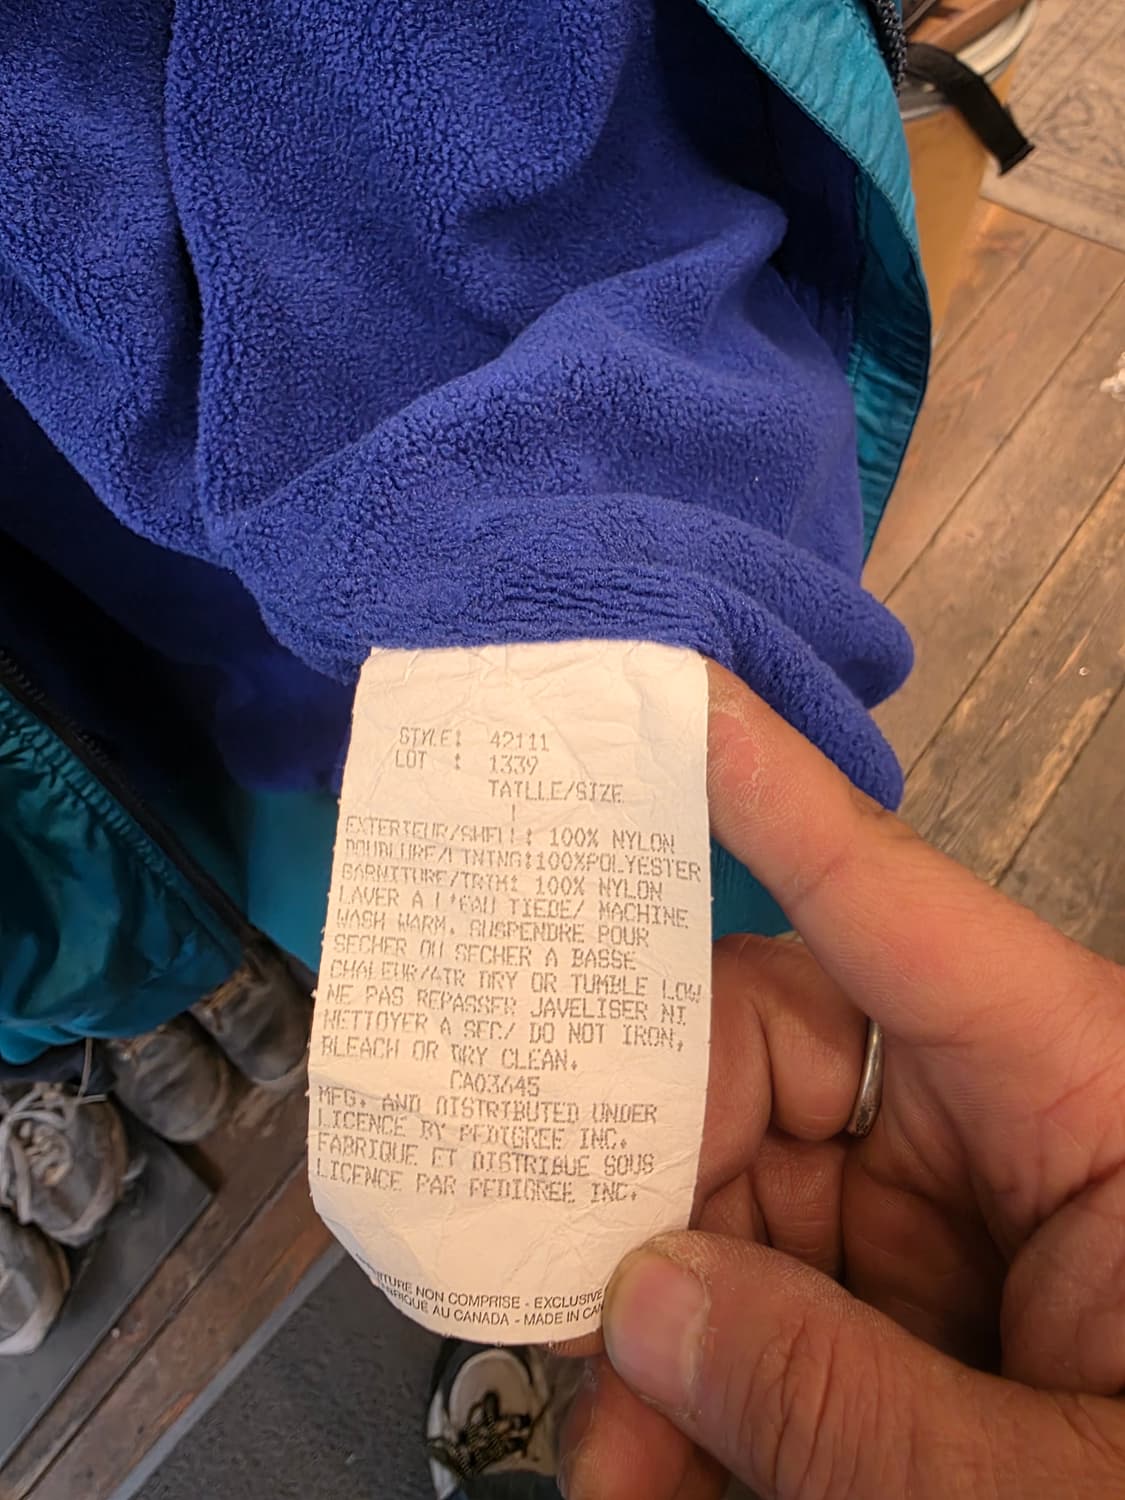 STYLE: 42111
LOT : 1339
TAILLE/SIZE
EXTERIEUR/SHELL: 100% NYLON
DOUBLURE/LINING:100%POLYESTER
GARNITURE/TRIM: 100% NYLON
LAVER A L'EAU TIEDE/ MACHINE
WASH WARM. SUSPENDRE POUR
SECHER OU SECHER A BASSE
CHALEUR/AIR DRY OR TUMBLE LOW
NE PAS REPASSER JAVELISER NI
NETTOYER A SEC/ DO NOT IRON,
BLEACH OR DRY CLEAN.
CA03645
MFG. AND DISTRIBUTED UNDER
LICENCE BY PEDIGREE INC.
FABRIQUE ET DISTRIBUE SOUS
LICENCE PAR PEDIGREE INC.
NON COMPRISE - EXCLUSIVE
AU CANADA - MADE IN CAN